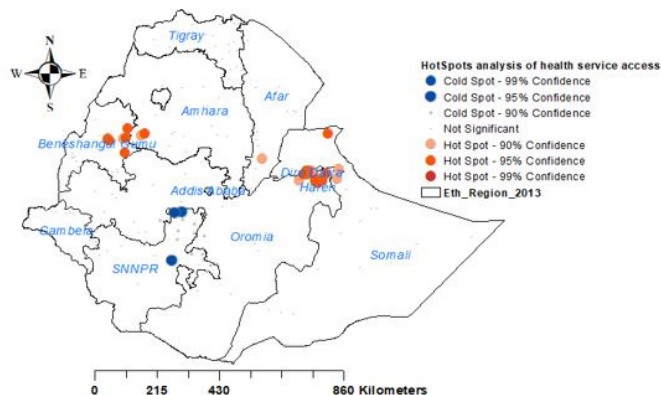 N
W E
S
Tigray
Afar
Amhara
Beneshangul Gumu
Dire Dawa
Harer
Addis Ababa
Gambela
Oromia
Somali
SNNPR
HotSpots analysis of health service access
Cold Spot - 99% Confidence
Cold Spot - 95% Confidence
Cold Spot - 90% Confidence
Not Significant
Hot Spot - 90% Confidence
Hot Spot - 95% Confidence
Hot Spot - 99% Confidence
Eth_Region_2013
0 215 430 860 Kilometers